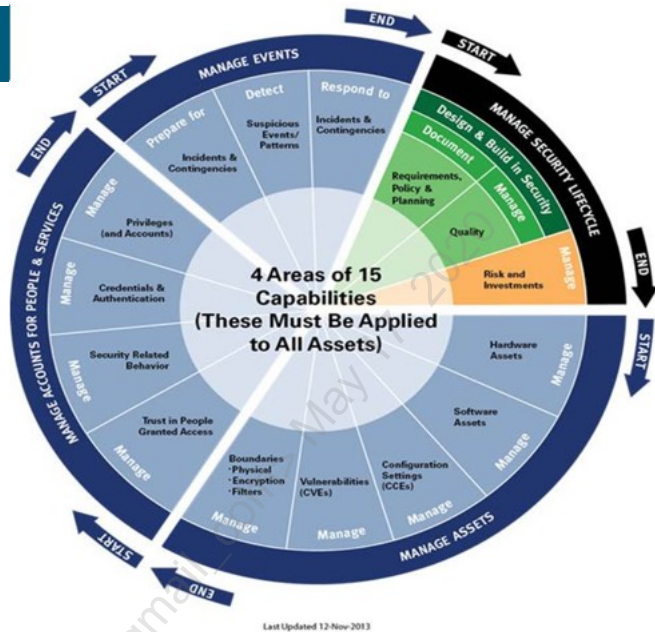 END
START
MANAGE EVENTS
Prepare for
Incidents &
Contingencies
Detect
Suspicious
Events/
Patterns
Respond to
Incidents &
Contingencies
START
END
START
MANAGE SECURITY LIFECYCLE
Design & Build in Security
Document
Requirements,
Policy &
Planning
Manage
Quality
Manage
Risk and
Investments
END
START
MANAGE ASSETS
Hardware
Assets
Manage
Software
Assets
Manage
Configuration
Settings
(CCEs)
Manage
Vulnerabilities
(CVEs)
Manage
Boundaries
·Physical
·Encryption
·Filters
Manage
END
START
MANAGE ACCOUNTS FOR PEOPLE & SERVICES
Manage
Trust in People
Granted Access
Manage
Security Related
Behavior
Manage
Credentials &
Authentication
Manage
Privileges
(and Accounts)
4 Areas of 15
Capabilities
(These Must Be Applied
to All Assets)
Last Updated 12-Nov-2013